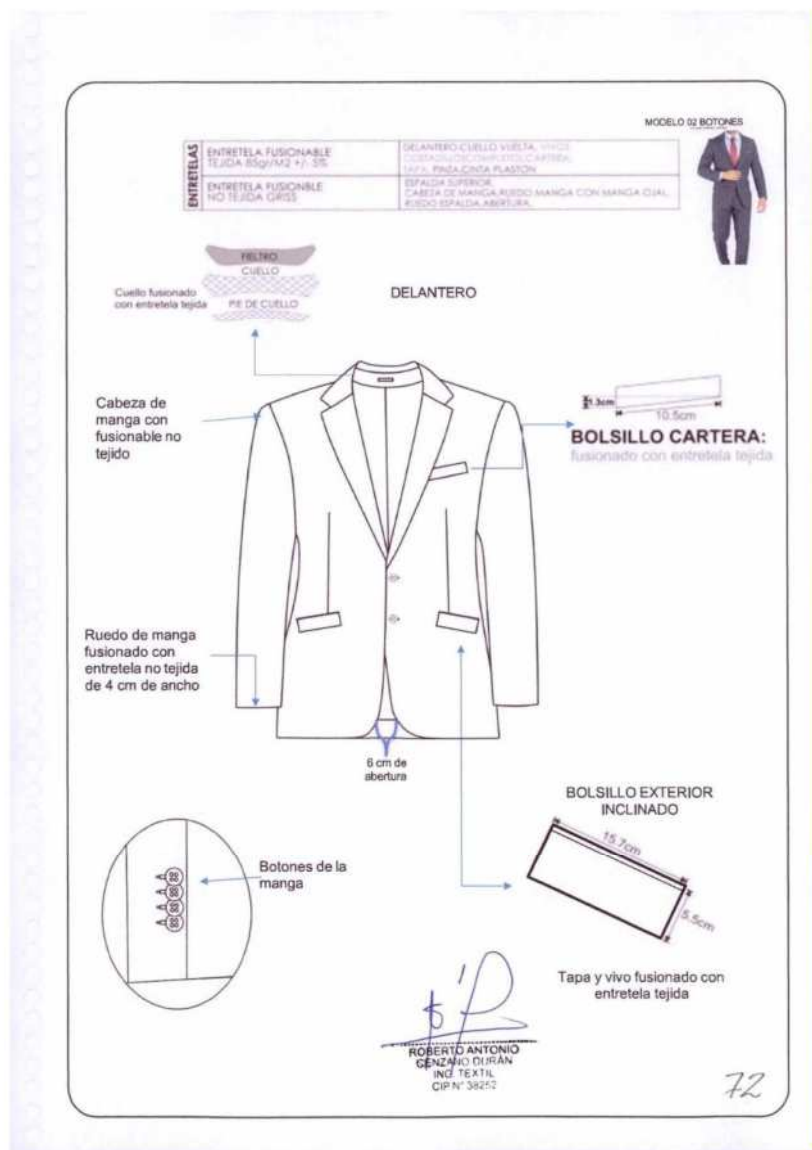 MODELO 02 BOTONES
ENTRETELAS
ENTRETELA FUSIONABLE
TEJIDA 85gr/M2 +/- 5%
DELANTERO,CUELLO VUELTA, VIVOS
TAPA, PINZA,CINTA PLASTON
ENTRETELA FUSIONBLE
NO TEJIDA GRISS
ESPALDA SUPERIOR,
CABEZA DE MANGA,RUEDO MANGA CON MANGA OJAL,
RUEDO ESPALDA,ABERTURA.
FIELTRO
CUELLO
Cuello fusionado
con entretela tejida
PIE DE CUELLO
DELANTERO
Cabeza de
manga con
fusionable no
tejido
10.5cm
BOLSILLO CARTERA:
fusionado con entretela tejida
Ruedo de manga
fusionado con
entretela no tejida
de 4 cm de ancho
6 cm de
abertura
BOLSILLO EXTERIOR
INCLINADO
15.7cm
5.5cm
Botones de la
manga
Tapa y vivo fusionado con
entretela tejida
ROBERTO ANTONIO
GENZANO DURÁN
ING. TEXTIL
CIP N° 38252
72